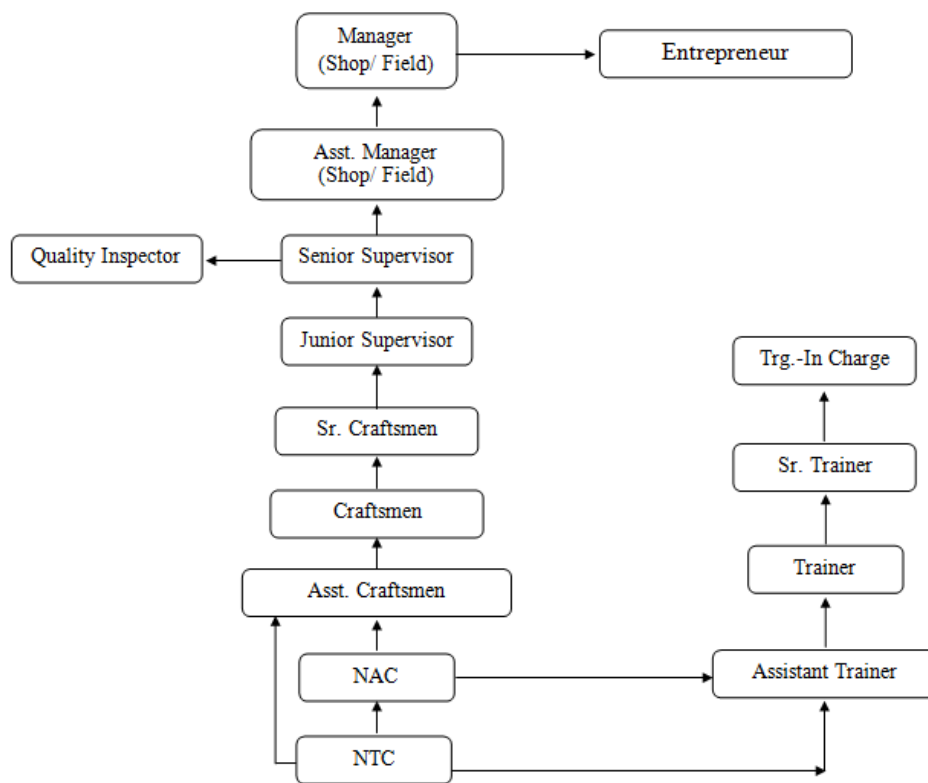 Manager
(Shop/ Field)
Entrepreneur
Asst. Manager
(Shop/ Field)
Quality Inspector
Senior Supervisor
Junior Supervisor
Trg.-In Charge
Sr. Craftsmen
Sr. Trainer
Craftsmen
Trainer
Asst. Craftsmen
NAC
Assistant Trainer
NTC